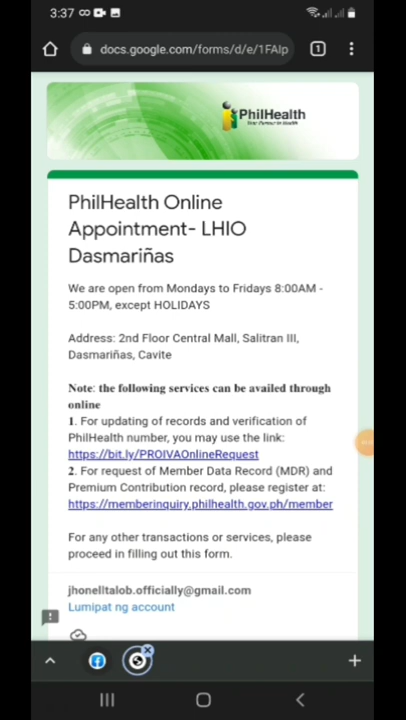 3:37
docs.google.com/forms/d/e/1FAIp
1
PhilHealth
Your Partner in Health
PhilHealth Online
Appointment- LHIO
Dasmariñas
We are open from Mondays to Fridays 8:00AM -
5:00PM, except HOLIDAYS
Address: 2nd Floor Central Mall, Salitran III,
Dasmariñas, Cavite
Note: the following services can be availed through
online
1. For updating of records and verification of
PhilHealth number, you may use the link:
https://bit.ly/PROIVAOnlineRequest
2. For request of Member Data Record (MDR) and
Premium Contribution record, please register at:
https://memberinquiry.philhealth.gov.ph/member
For any other transactions or services, please
proceed in filling out this form.
jhonelltalob.officially@gmail.com
Lumipat ng account